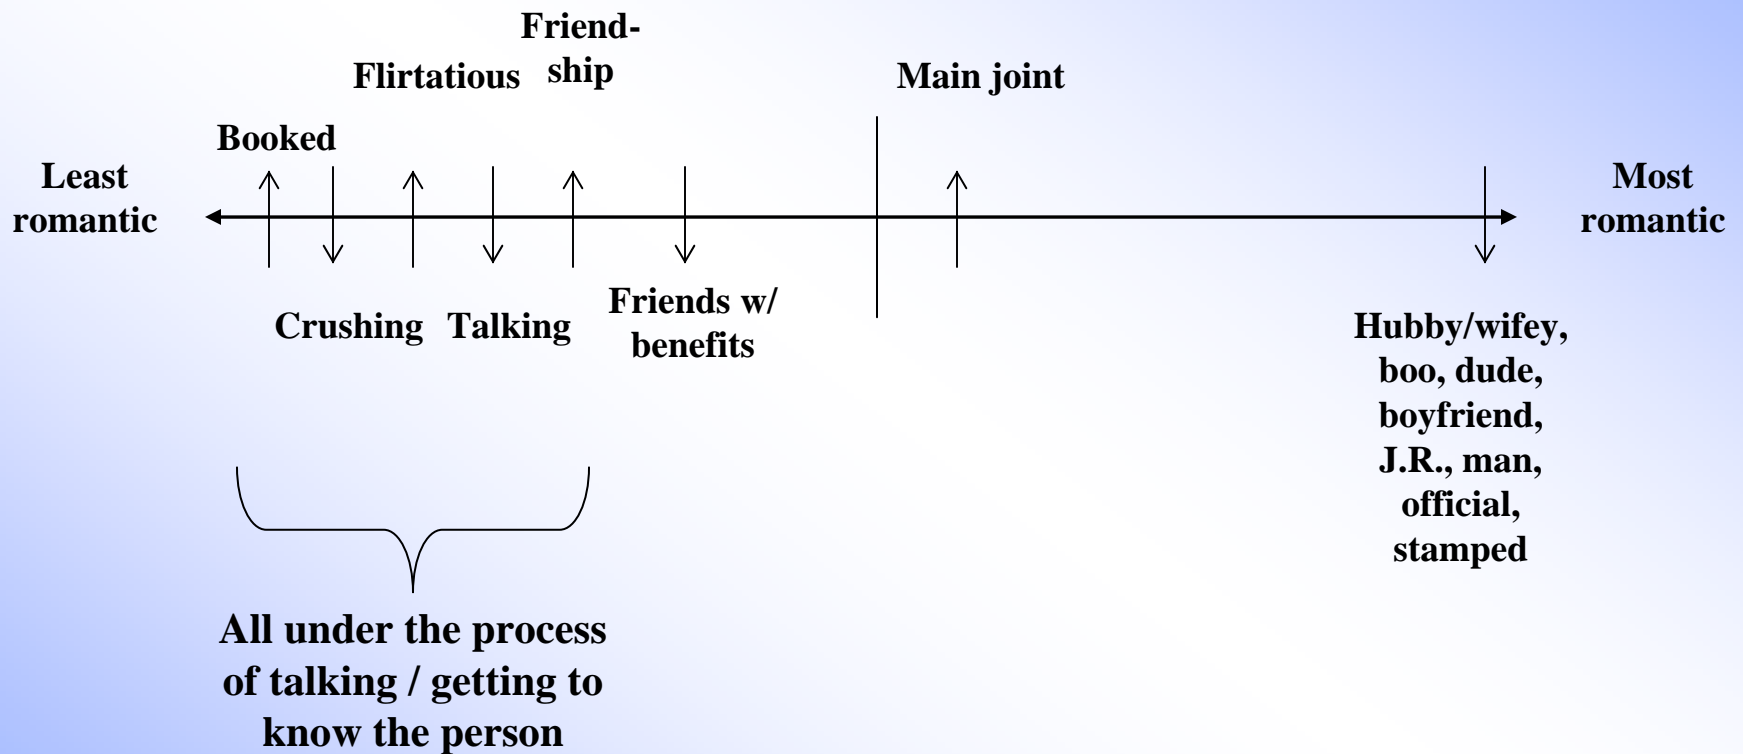 Friend-
ship
Flirtatious
Main joint
Booked
Least
romantic
Most
romantic
Crushing
Talking
Friends w/
benefits
Hubby/wifey,
boo, dude,
boyfriend,
J.R., man,
official,
stamped
All under the process
of talking / getting to
know the person